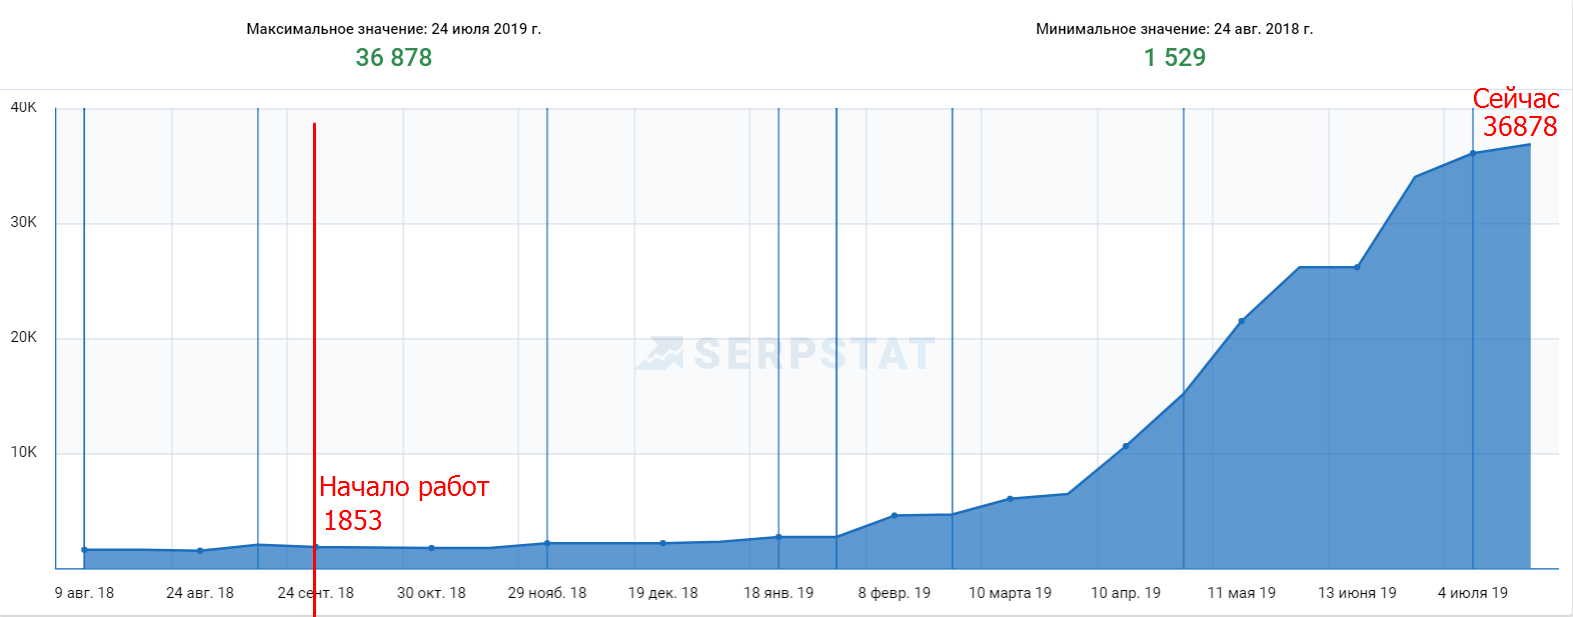 Максимальное значение: 24 июля 2019 г.
36 878
Минимальное значение: 24 авг. 2018 г.
1 529
40K
30K
20K
10K
Сейчас
36878
SERPSTAT
Начало работ
1853
9 авг. 18 24 авг. 18 24 сент. 18 30 окт. 18 29 нояб. 18 19 дек. 18 18 янв. 19 8 февр. 19 10 марта 19 10 апр. 19 11 мая 19 13 июня 19 4 июля 19